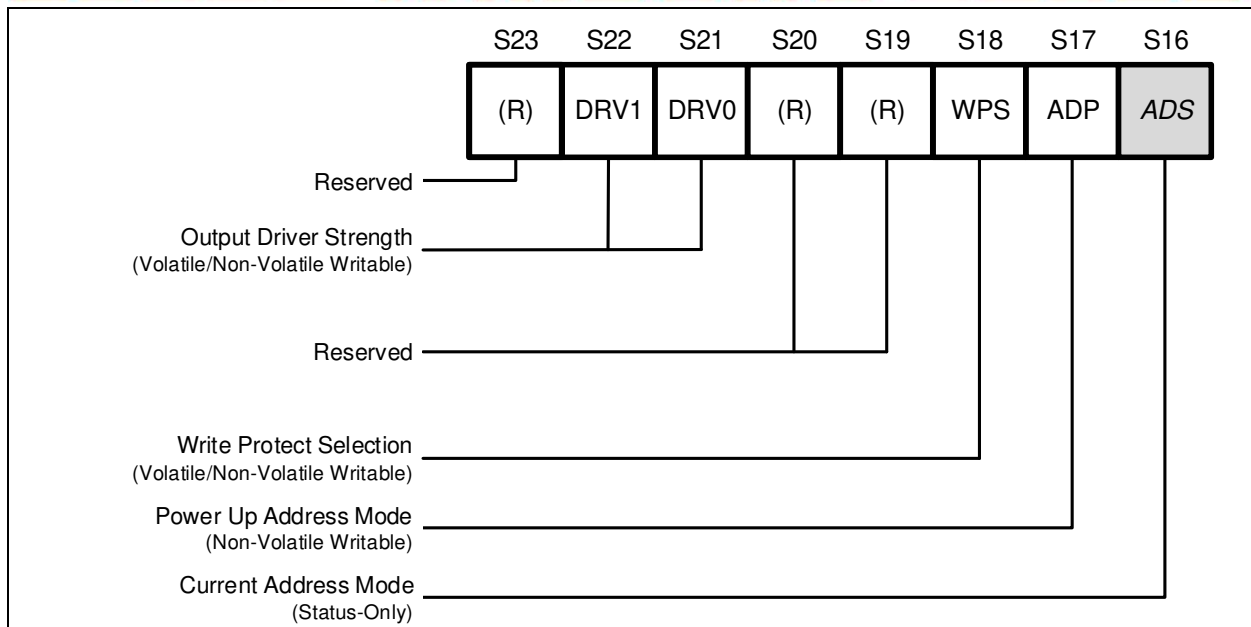 S23 S22 S21 S20 S19 S18 S17 S16
(R) DRV1 DRV0 (R) (R) WPS ADP ADS
Reserved
Output Driver Strength
(Volatile/Non-Volatile Writable)
Reserved
Write Protect Selection
(Volatile/Non-Volatile Writable)
Power Up Address Mode
(Non-Volatile Writable)
Current Address Mode
(Status-Only)